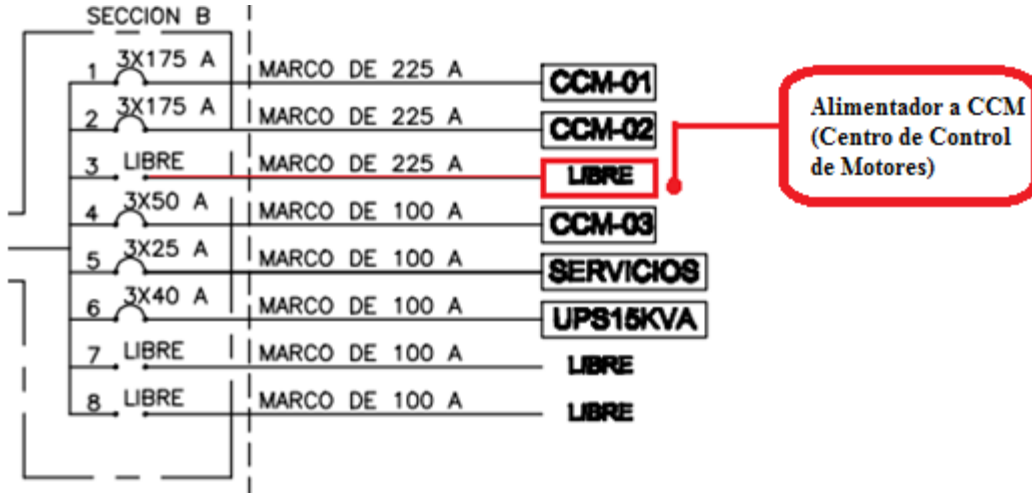 SECCION B
1 3X175 A MARCO DE 225 A CCM-01
2 3X175 A MARCO DE 225 A CCM-02
3 LIBRE MARCO DE 225 A LIBRE
4 3X50 A MARCO DE 100 A CCM-03
5 3X25 A MARCO DE 100 A SERVICIOS
6 3X40 A MARCO DE 100 A UPS15KVA
7 LIBRE MARCO DE 100 A LIBRE
8 LIBRE MARCO DE 100 A LIBRE
Alimentador a CCM
(Centro de Control
de Motores)